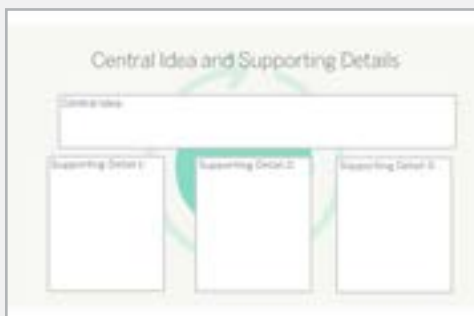 Central Idea and Supporting Details
Central Idea
Supporting Detail 1
Supporting Detail 2
Supporting Detail 3